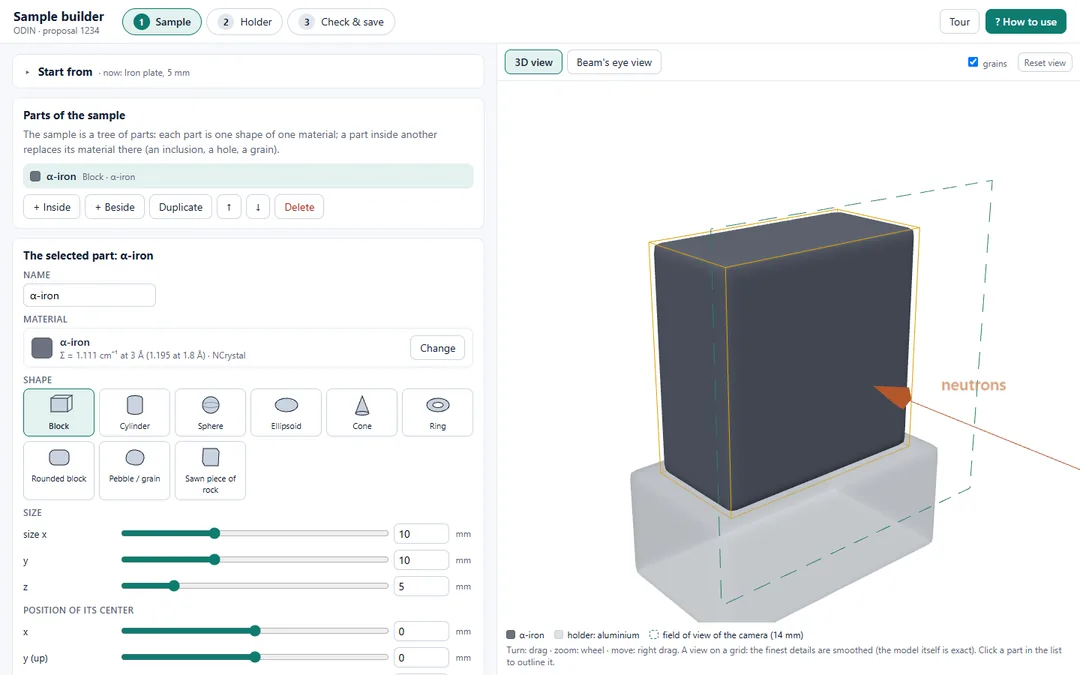 Sample builder
ODIN · proposal 1234
1 Sample
2 Holder
3 Check & save
Tour
? How to use
Start from · now: Iron plate, 5 mm
Parts of the sample
The sample is a tree of parts: each part is one shape of one material; a part inside another
replaces its material there (an inclusion, a hole, a grain).
α-iron Block · α-iron
+ Inside
+ Beside
Duplicate
↑
↓
Delete
The selected part: α-iron
NAME
α-iron
MATERIAL
α-iron
Σ = 1.111 cm⁻¹ at 3 Å (1.195 at 1.8 Å) · NCrystal
Change
SHAPE
Block
Cylinder
Sphere
Ellipsoid
Cone
Ring
Rounded block
Pebble / grain
Sawn piece of
rock
SIZE
size x 10 mm
y 10 mm
z 5 mm
POSITION OF ITS CENTER
x 0 mm
y (up) 0 mm
3D view
Beam's eye view
grains
Reset view
neutrons
α-iron holder: aluminium field of view of the camera (14 mm)
Turn: drag · zoom: wheel · move: right drag. A view on a grid: the finest details are smoothed (the model itself is exact). Click a part in the list
to outline it.